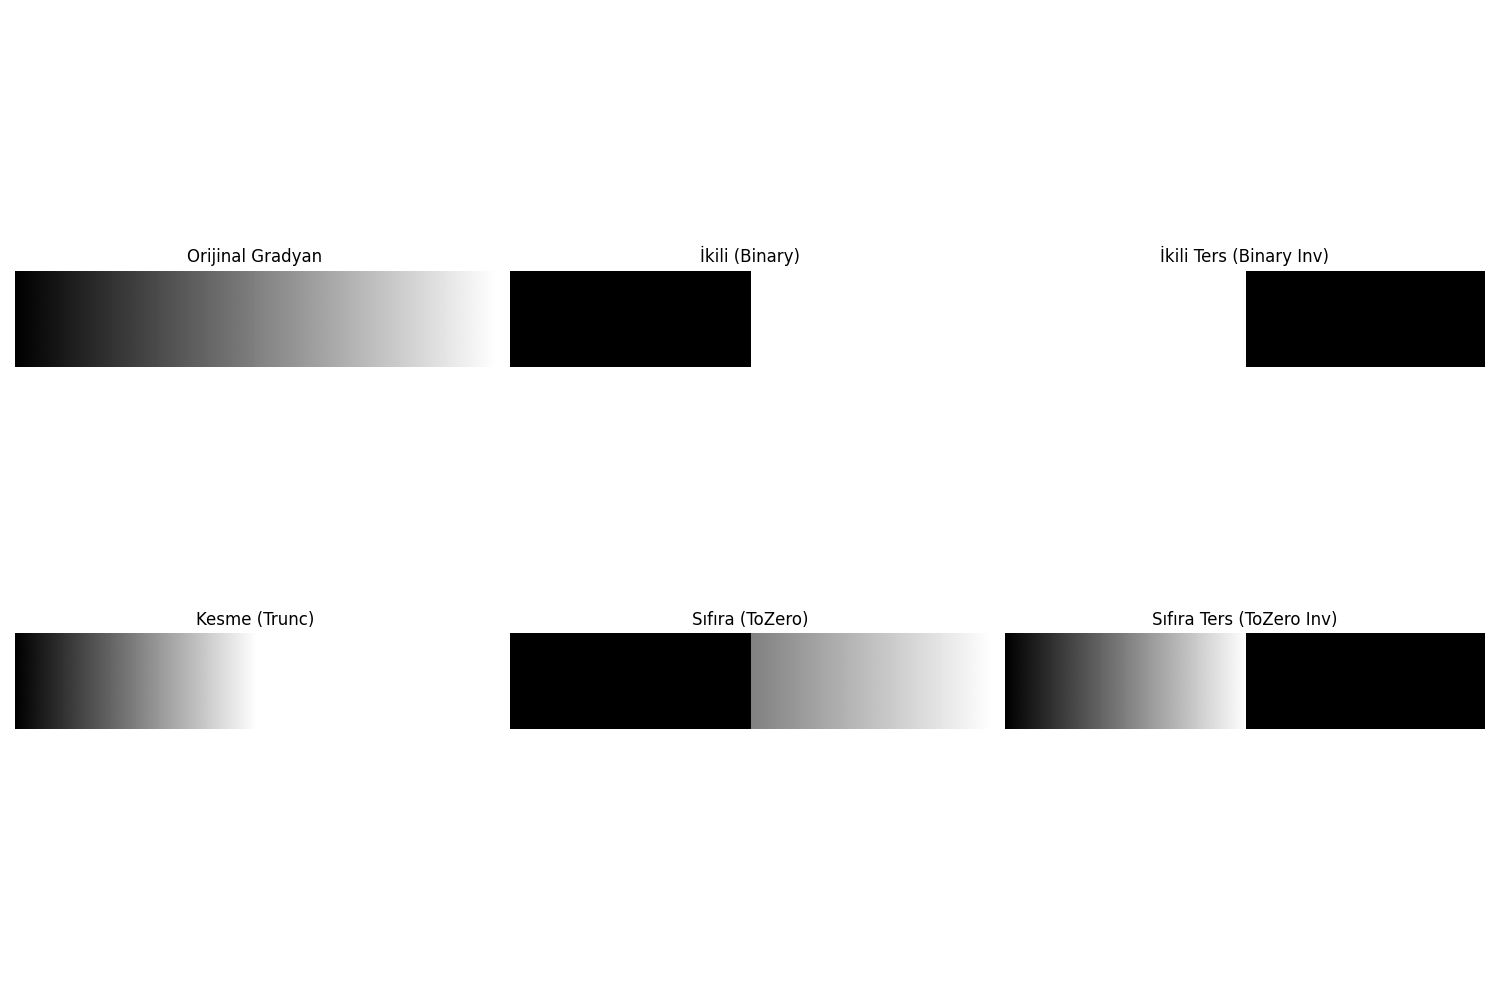 Orijinal Gradyan
İkili (Binary)
İkili Ters (Binary Inv)
Kesme (Trunc)
Sıfıra (ToZero)
Sıfıra Ters (ToZero Inv)